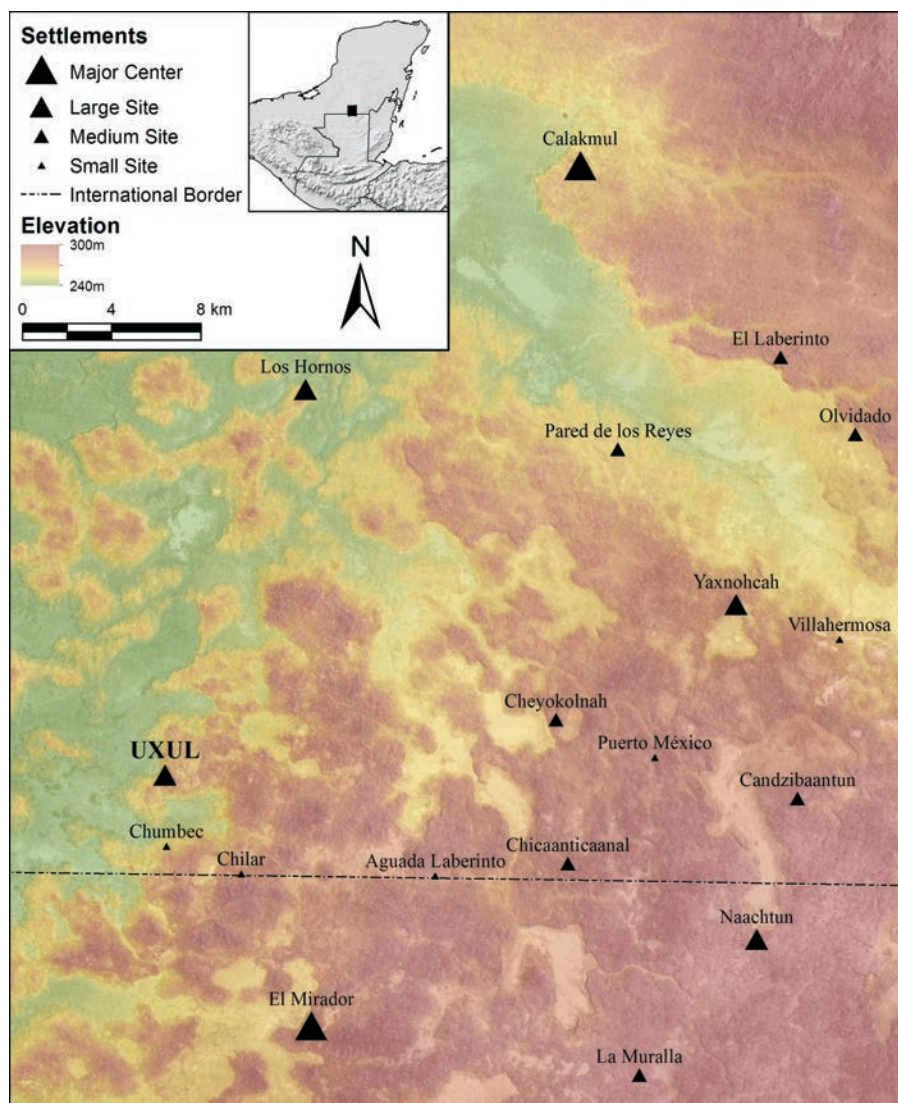 Settlements
Major Center
Large Site
Medium Site
Small Site
International Border
Elevation
300m
240m
0 4 8 km
N
Calakmul
El Laberinto
Los Hornos
Olvidado
Pared de los Reyes
Yaxnohcah
Villahermosa
Cheyokolnah
Puerto México
UXUL
Candzibaantun
Chumbec
Chicaanticaanal
Chilar
Aguada Laberinto
Naachtun
El Mirador
La Muralla